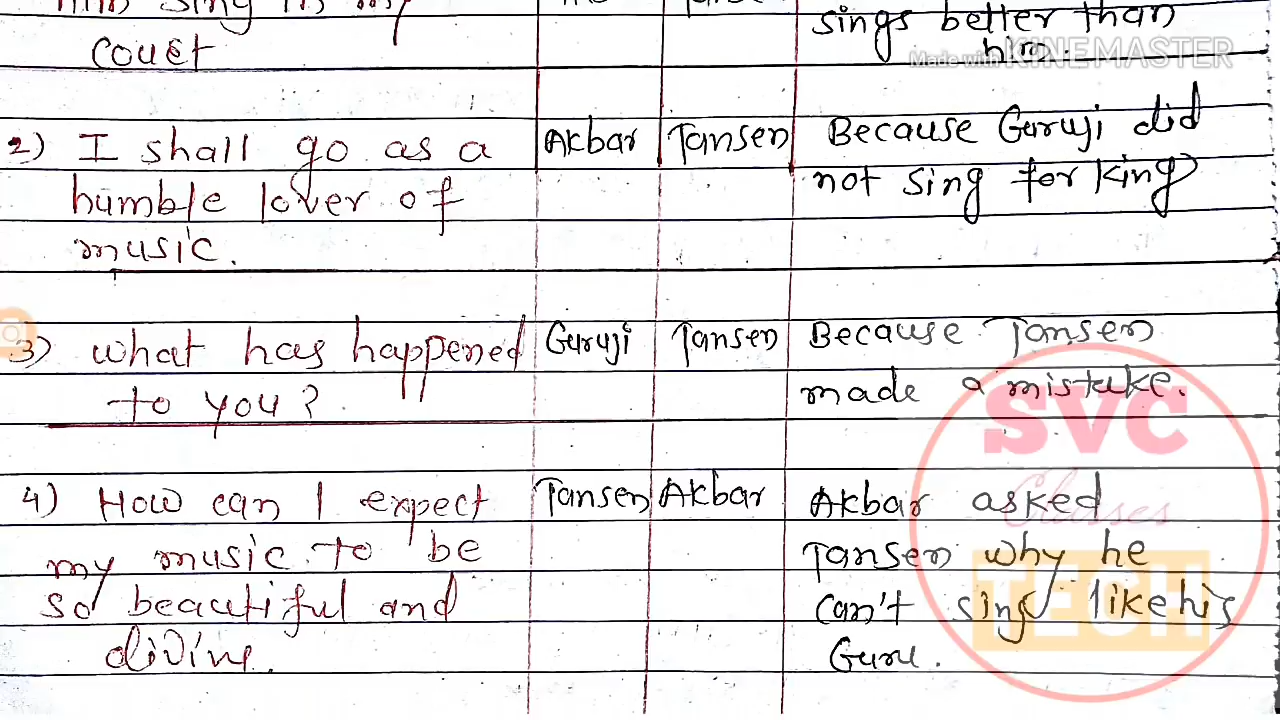 sings better than
couet him.
Made with KINEMASTER
2) I shall go as a Akbar Tansen Because Guruji did
humble lover of not sing for king
music.
3) what has happened Guruji Tansen Because Tansen
to you? made a mistake.
SVC
4) How can I expect Tansen Akbar Akbar asked
Classes
my music to be Tansen why he
so beautiful and can't sing like his
TECH
divine. Guru.